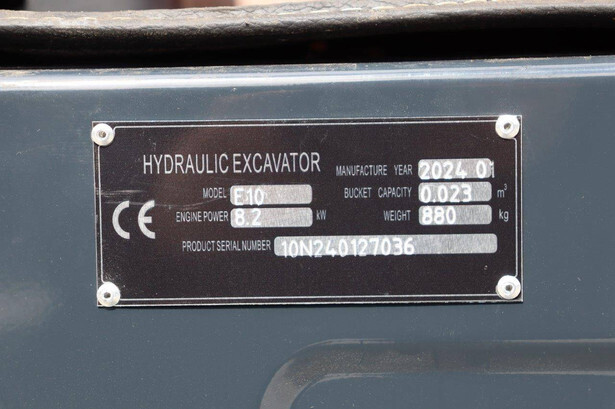 HYDRAULIC EXCAVATOR
MANUFACTURE YEAR 2024 01
MODEL E10
BUCKET CAPACITY 0.023 m³
CE
ENGINE POWER 8.2 kW
WEIGHT 880 kg
PRODUCT SERIAL NUMBER 10N240127036